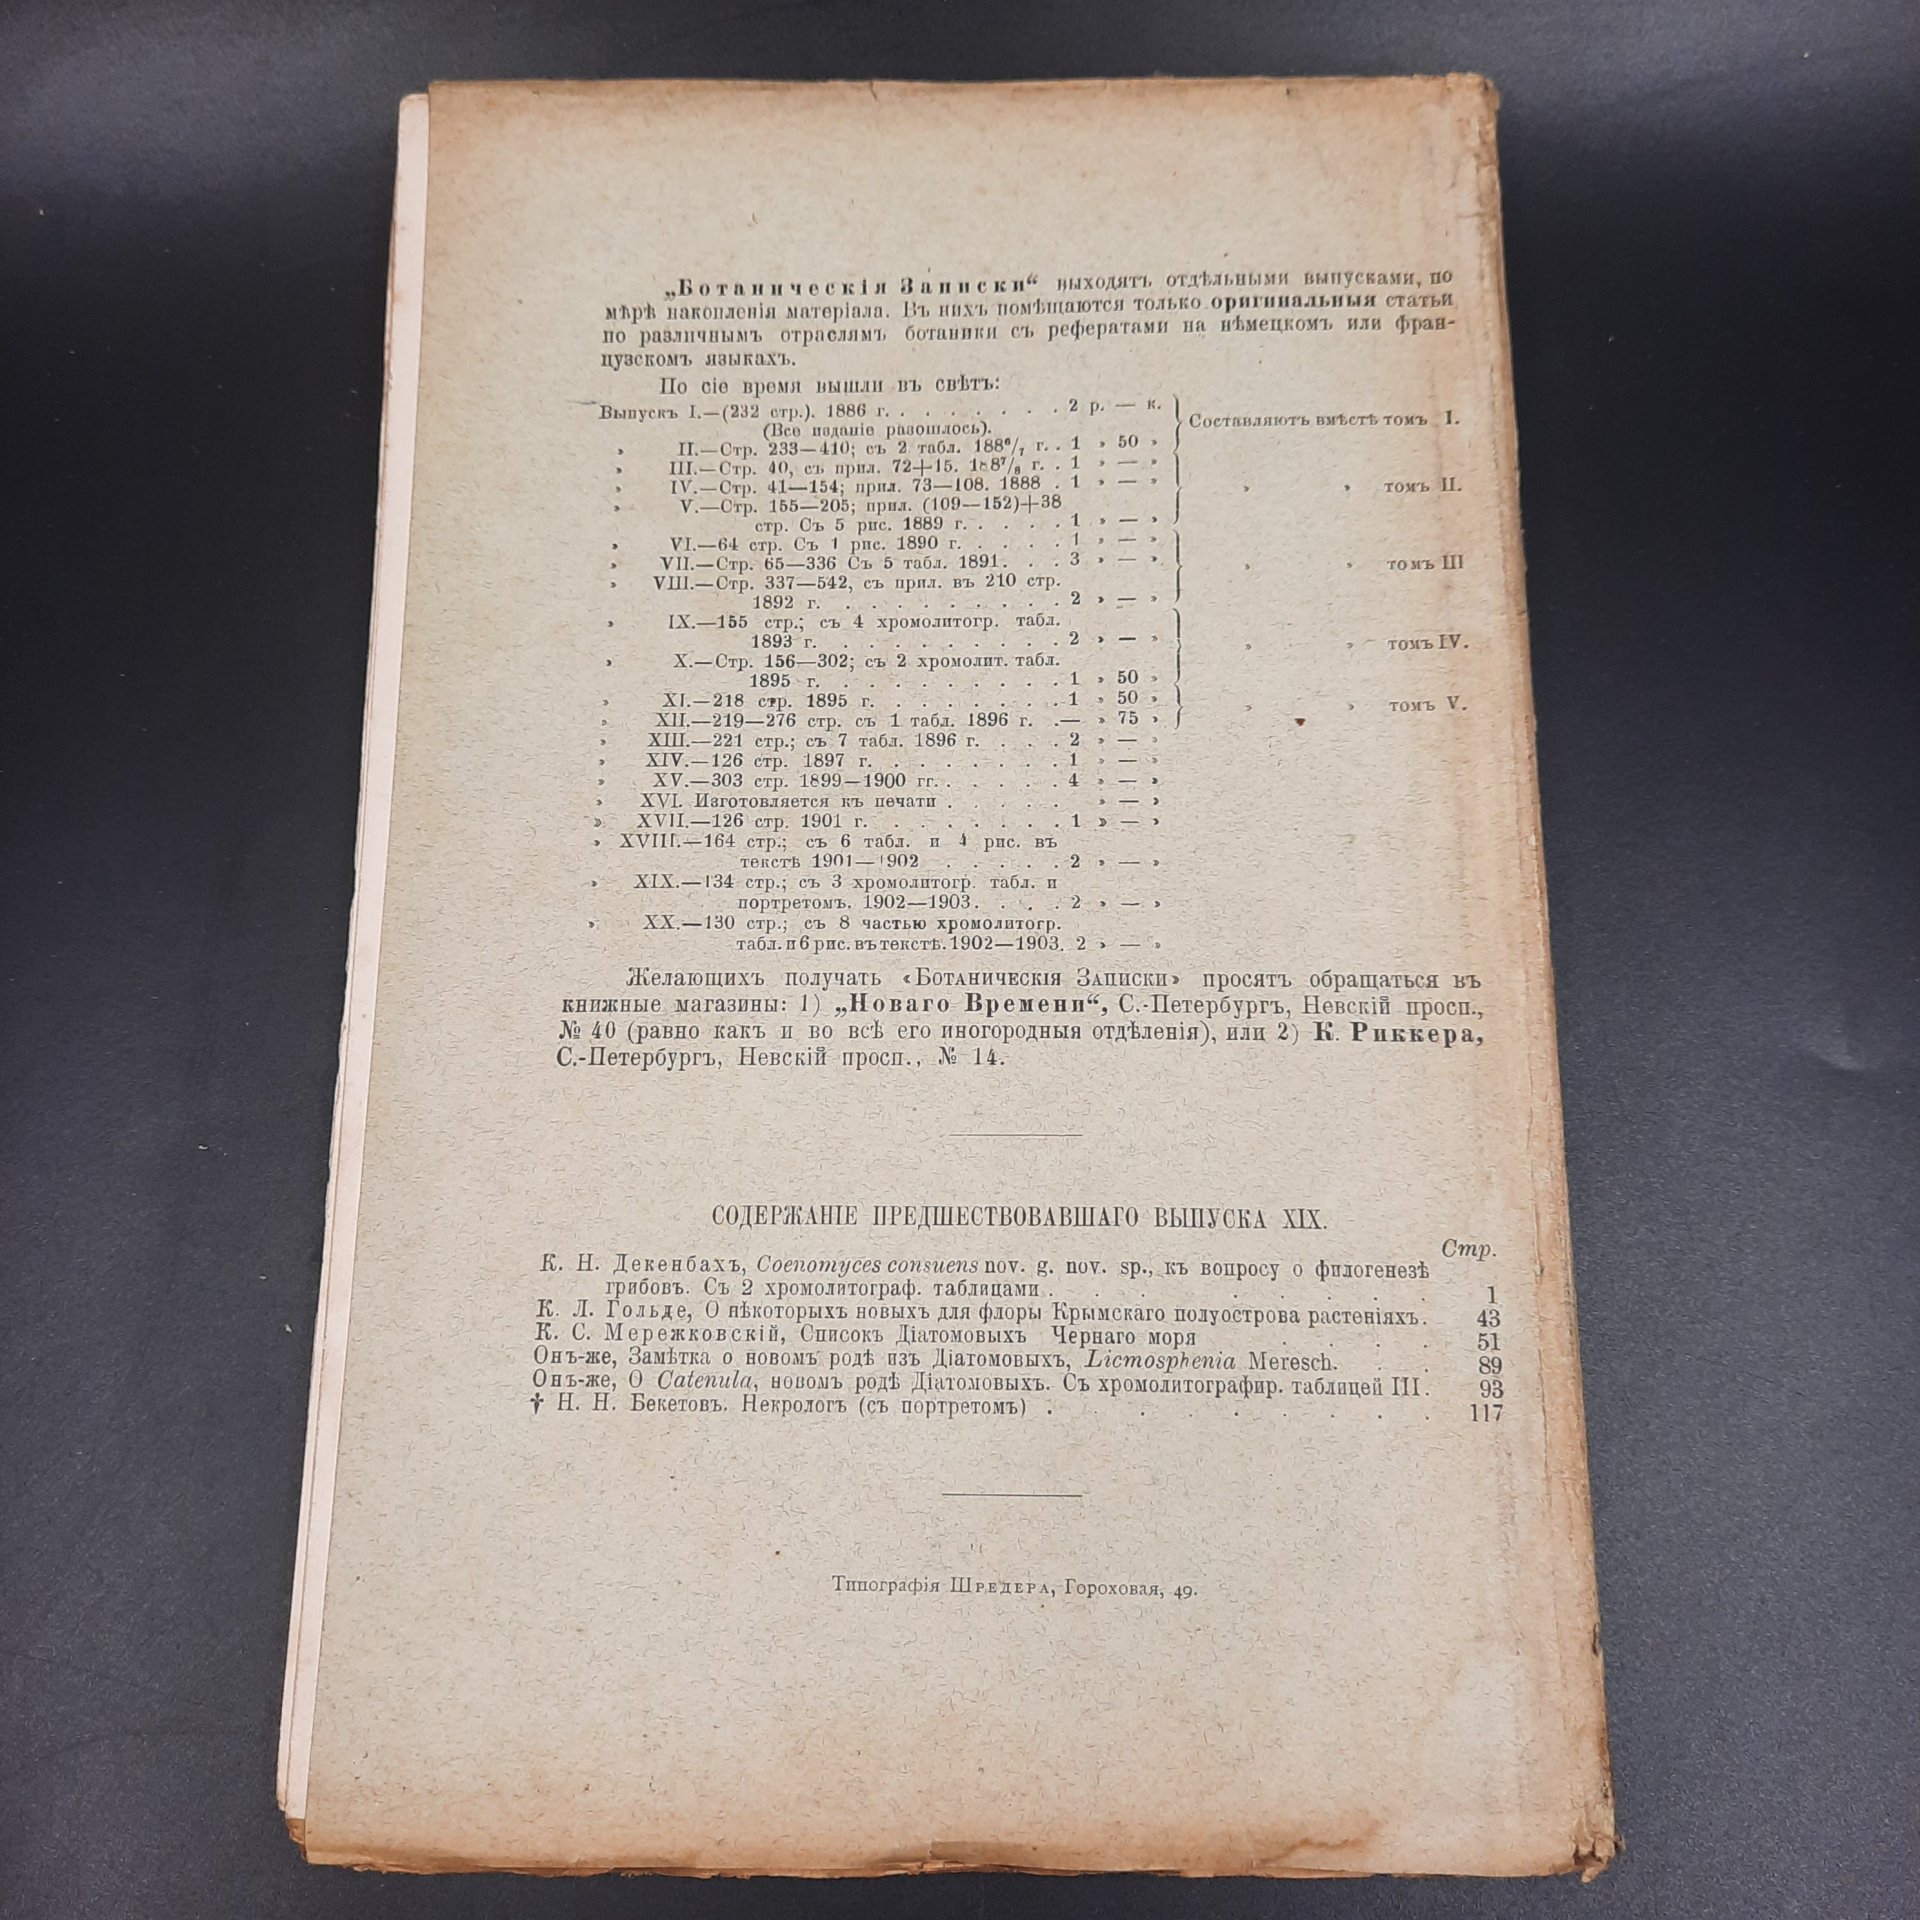 „Ботаническія Записки“ выходятъ отдѣльными выпусками, по
мѣрѣ накопленія матеріала. Въ нихъ помѣщаются только оригинальныя статьи
по различнымъ отраслямъ ботаники съ рефератами на нѣмецкомъ или фран-
цузскомъ языкахъ.
По сіе время вышли въ свѣтъ:
Выпускъ I.—(232 стр.). 1886 г. . . . . . . . 2 р. — к. } Составляютъ вмѣстѣ томъ I.
(Все изданіе разошлось).
» II.—Стр. 233—410; съ 2 табл. 188⁶/₇ г. . 1 » 50 »
» III.—Стр. 40, съ прил. 72+15. 188⁷/₈ г. . 1 » — »
» IV.—Стр. 41—154; прил. 73—108. 1888 . 1 » — » } » » томъ II.
» V.—Стр. 155—205; прил. (109—152)+38
стр. Съ 5 рис. 1889 г. . . . . 1 » — »
» VI.—64 стр. Съ 1 рис. 1890 г. . . . . 1 » — »
» VII.—Стр. 65—336 Съ 5 табл. 1891. . . 3 » — » } » » томъ III
» VIII.—Стр. 337—542, съ прил. въ 210 стр.
1892 г. . . . . . . . . . 2 » — »
» IX.—155 стр.; съ 4 хромолитогр. табл.
1893 г. . . . . . . . . . 2 » — » } » » томъ IV.
» X.—Стр. 156—302; съ 2 хромолит. табл.
1895 г. . . . . . . . . . 1 » 50 »
» XI.—218 стр. 1895 г. . . . . . . . 1 » 50 » } » » томъ V.
» XII.—219—276 стр. съ 1 табл. 1896 г. .— » 75 »
» XIII.—221 стр.; съ 7 табл. 1896 г. . . . 2 » — »
» XIV.—126 стр. 1897 г. . . . . . . . 1 » — »
» XV.—303 стр. 1899—1900 гг. . . . . . 4 » — »
» XVI. Изготовляется къ печати . . . . . » — »
» XVII.—126 стр. 1901 г. . . . . . . . 1 » — »
» XVIII.—164 стр.; съ 6 табл. и 4 рис. въ
текстѣ 1901—1902 . . . . . 2 » — »
» XIX.—134 стр.; съ 3 хромолитогр. табл. и
портретомъ. 1902—1903. . . . 2 » — »
» XX.—130 стр.; съ 8 частью хромолитогр.
табл. и 6 рис. въ текстѣ. 1902—1903. 2 » — »
Желающихъ получать «Ботаническія Записки» просятъ обращаться въ
книжные магазины: 1) „Новаго Времени“, С.-Петербургъ, Невскій просп.,
№ 40 (равно какъ и во всѣ его иногородныя отдѣленія), или 2) К. Риккера,
С.-Петербургъ, Невскій просп., № 14.
СОДЕРЖАНІЕ ПРЕДШЕСТВОВАВШАГО ВЫПУСКА XIX.
Стр.
К. Н. Декенбахъ, Coenomyces consuens nov. g. nov. sp., къ вопросу о филогенезѣ
грибовъ. Съ 2 хромолитограф. таблицами . . . . . . 1
К. Л. Гольде, О нѣкоторыхъ новыхъ для флоры Крымскаго полуострова растеніяхъ. 43
К. С. Мережковскій, Списокъ Діатомовыхъ Чернаго моря . . . . 51
Онъ-же, Замѣтка о новомъ родѣ изъ Діатомовыхъ, Licmosphenia Meresch. . . 89
Онъ-же, О Catenula, новомъ родѣ Діатомовыхъ. Съ хромолитографир. таблицей III. 93
† Н. Н. Бекетовъ. Некрологъ (съ портретомъ) . . . . . . . . 117
Типографія Шредера, Гороховая, 49.